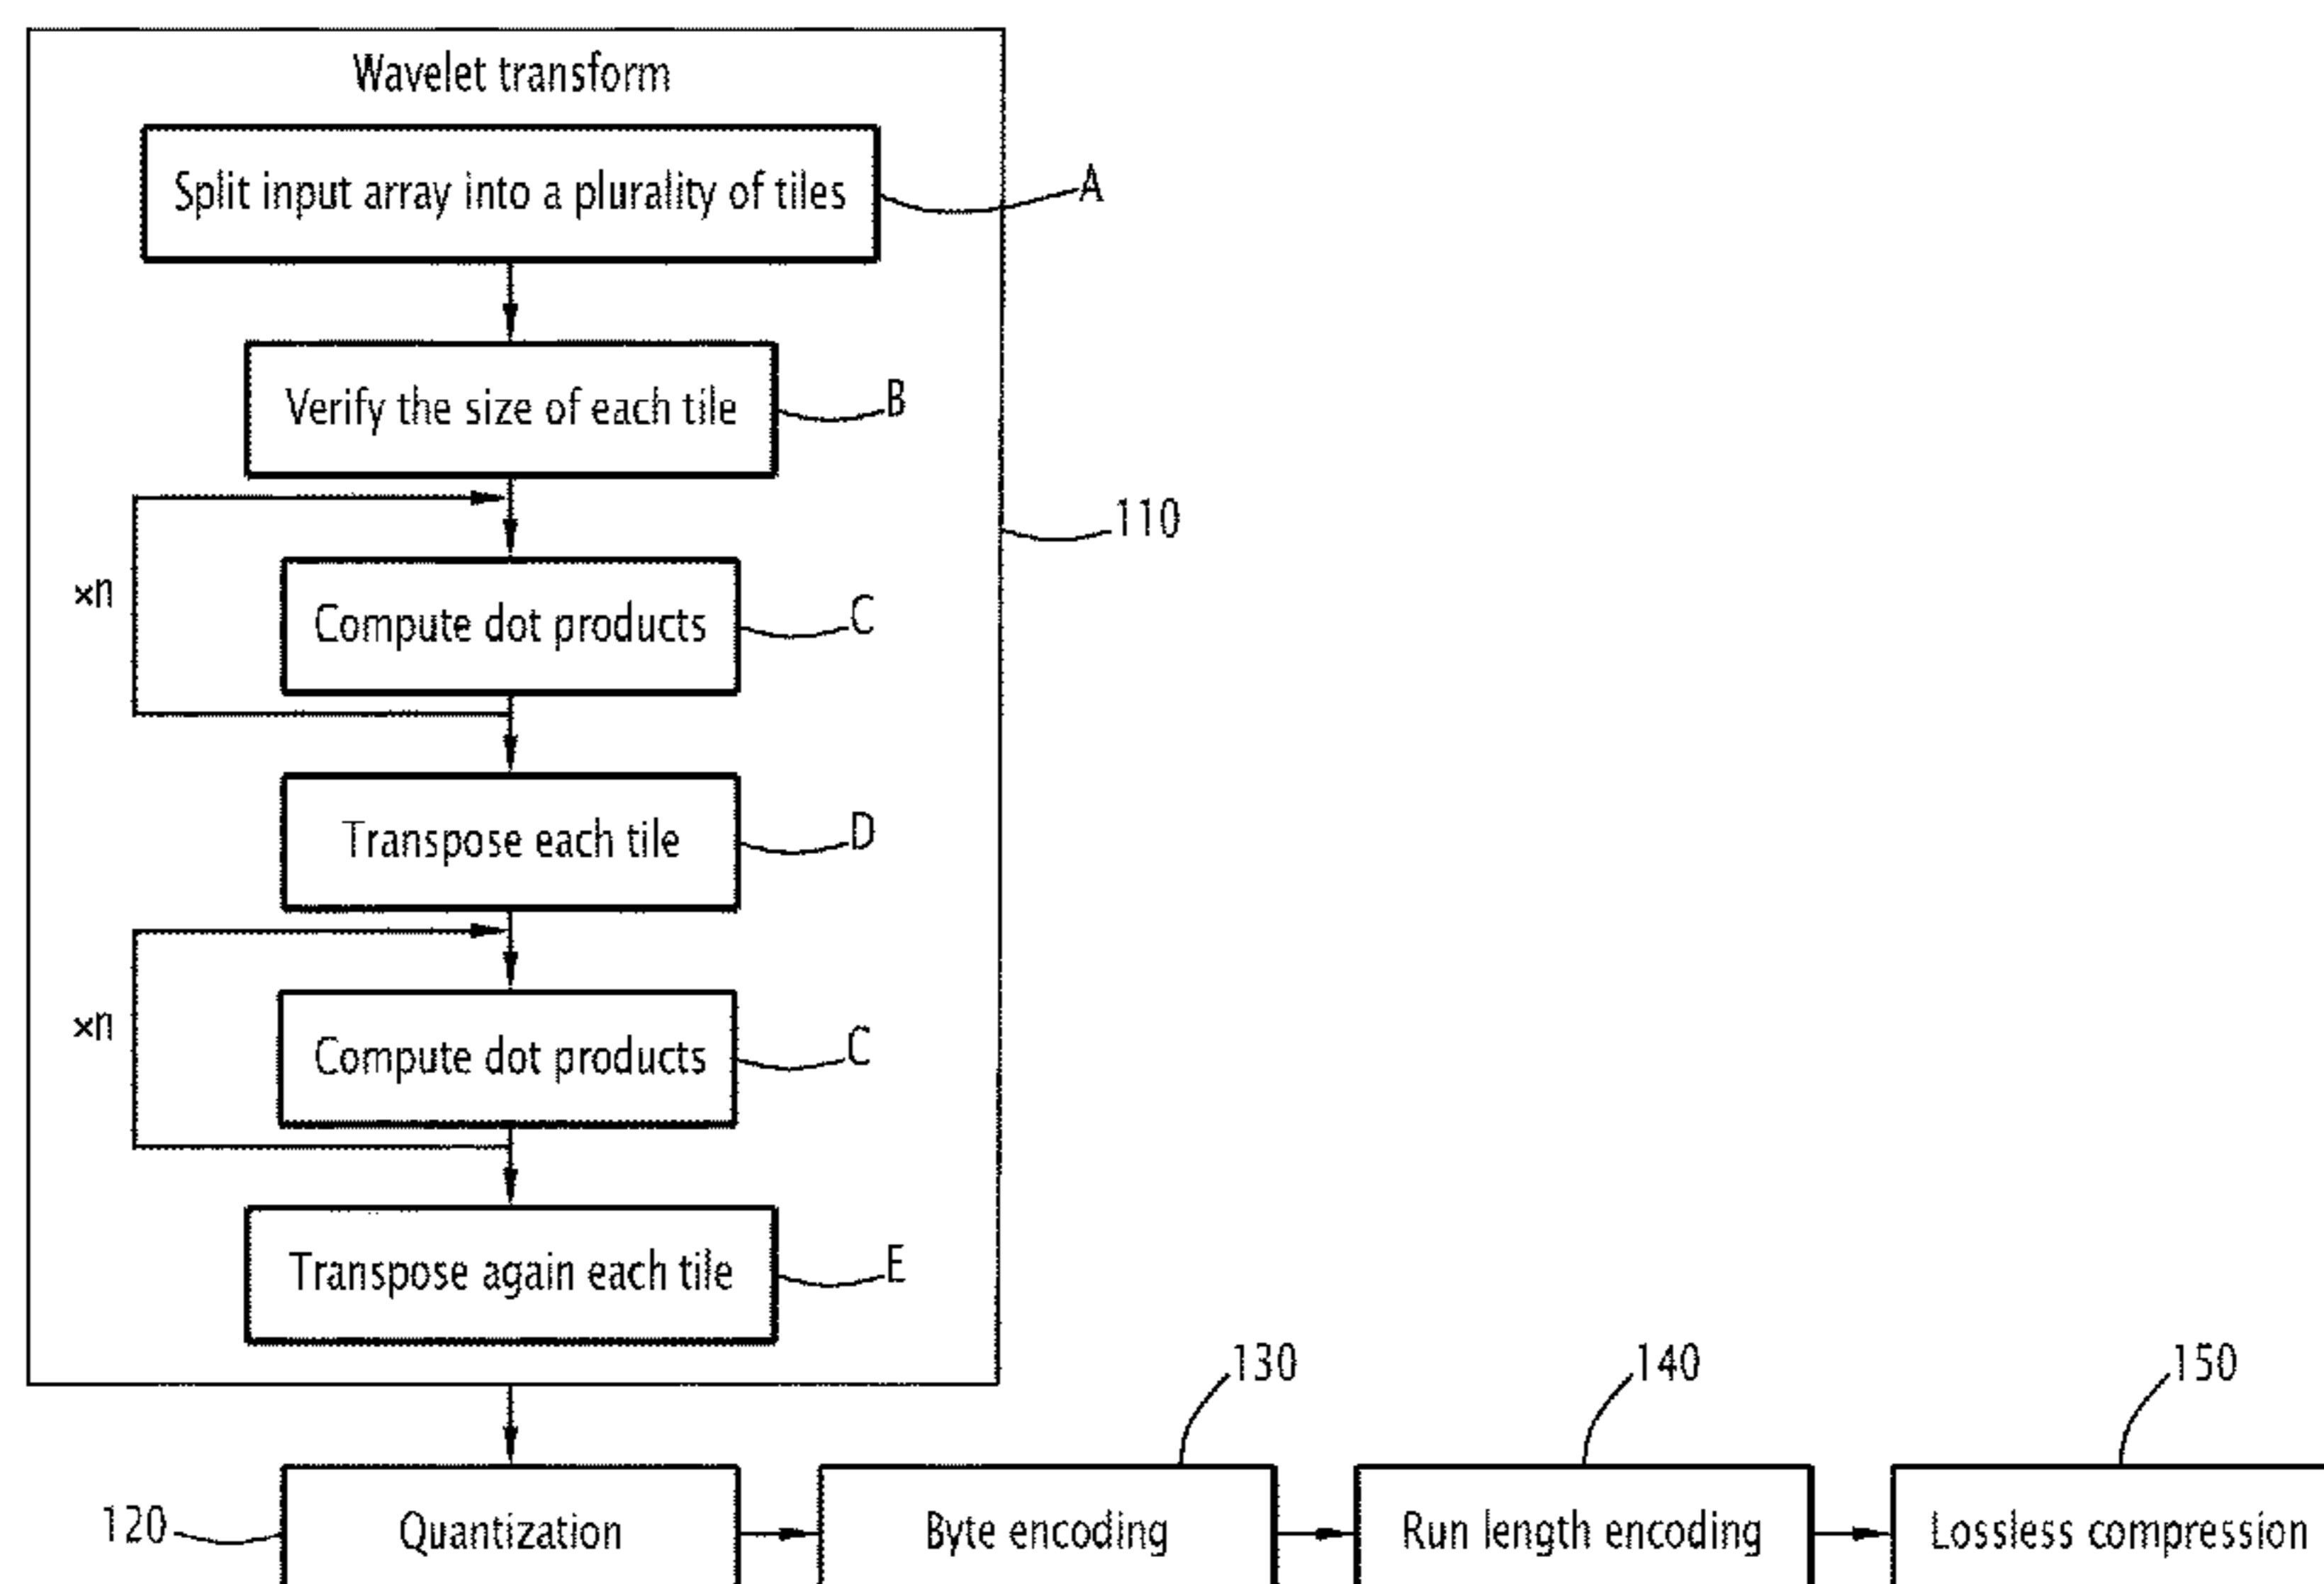 Wavelet transform
Split input array into a plurality of tiles
A
Verify the size of each tile
B
110
×n
Compute dot products
C
Transpose each tile
D
×n
Compute dot products
C
Transpose again each tile
E
130
140
150
120
Quantization
Byte encoding
Run length encoding
Lossless compression